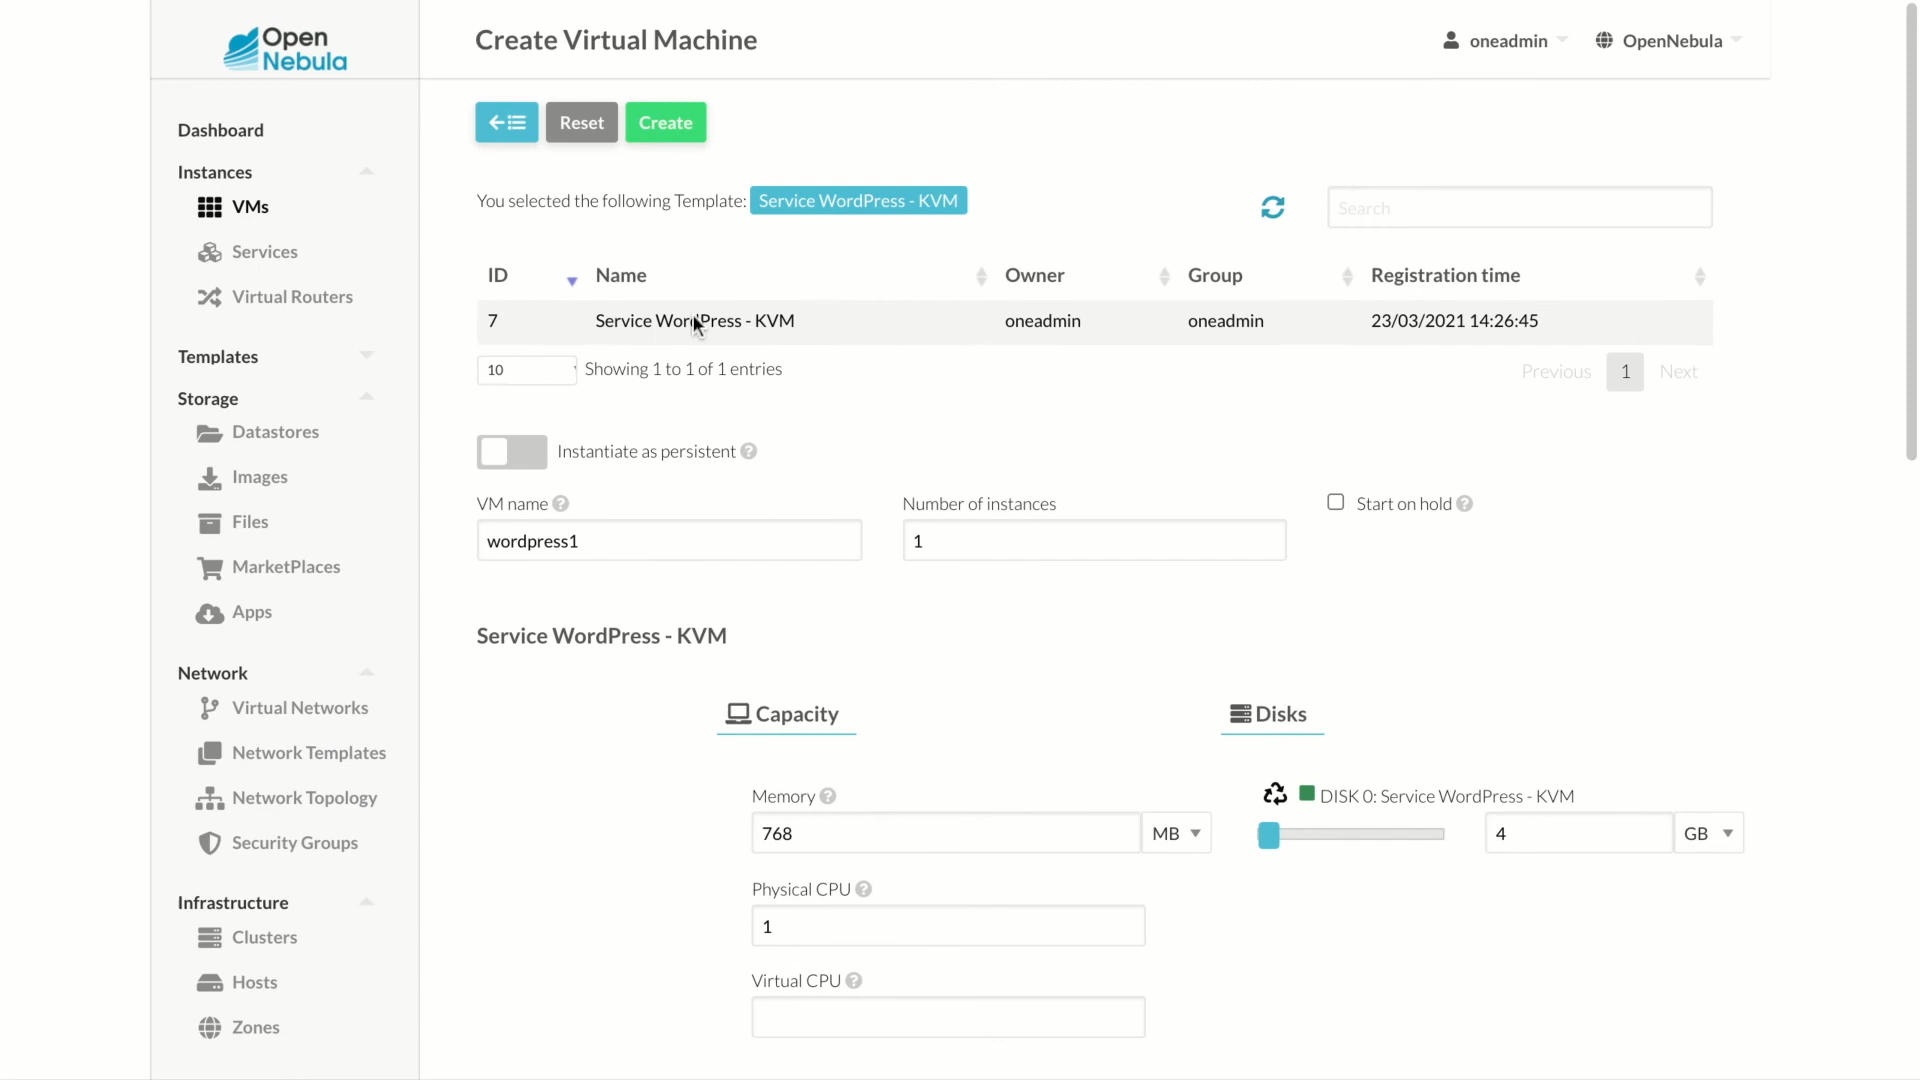 Open
Nebula
Create Virtual Machine
oneadmin
OpenNebula
Dashboard
Instances
VMs
Services
Virtual Routers
Templates
Storage
Datastores
Images
Files
MarketPlaces
Apps
Network
Virtual Networks
Network Templates
Network Topology
Security Groups
Infrastructure
Clusters
Hosts
Zones
Reset Create
You selected the following Template: Service WordPress - KVM
Search
ID Name Owner Group Registration time
7 Service WordPress - KVM oneadmin oneadmin 23/03/2021 14:26:45
10 Showing 1 to 1 of 1 entries Previous 1 Next
Instantiate as persistent ?
VM name ? Number of instances Start on hold ?
wordpress1 1
Service WordPress - KVM
Capacity Disks
Memory ? DISK 0: Service WordPress - KVM
768 MB 4 GB
Physical CPU ?
1
Virtual CPU ?